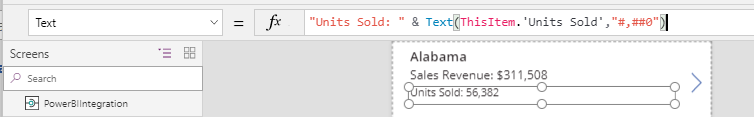 Text = fx "Units Sold: " & Text(ThisItem.'Units Sold',"#,##0")
Screens
Search
PowerBIIntegration
Alabama
Sales Revenue: $311,508
Units Sold: 56,382